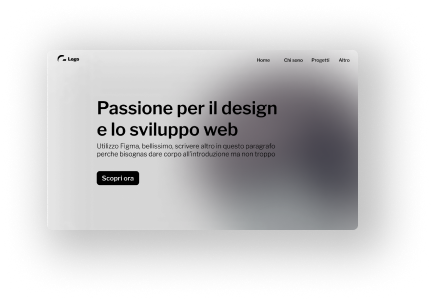 Logo
Home Chi sono Progetti Altro
Passione per il design
e lo sviluppo web
Utilizzo Figma, bellissimo, scrivere altro in questo paragrafo
perche bisognas dare corpo all'introduzione ma non troppo
Scopri ora